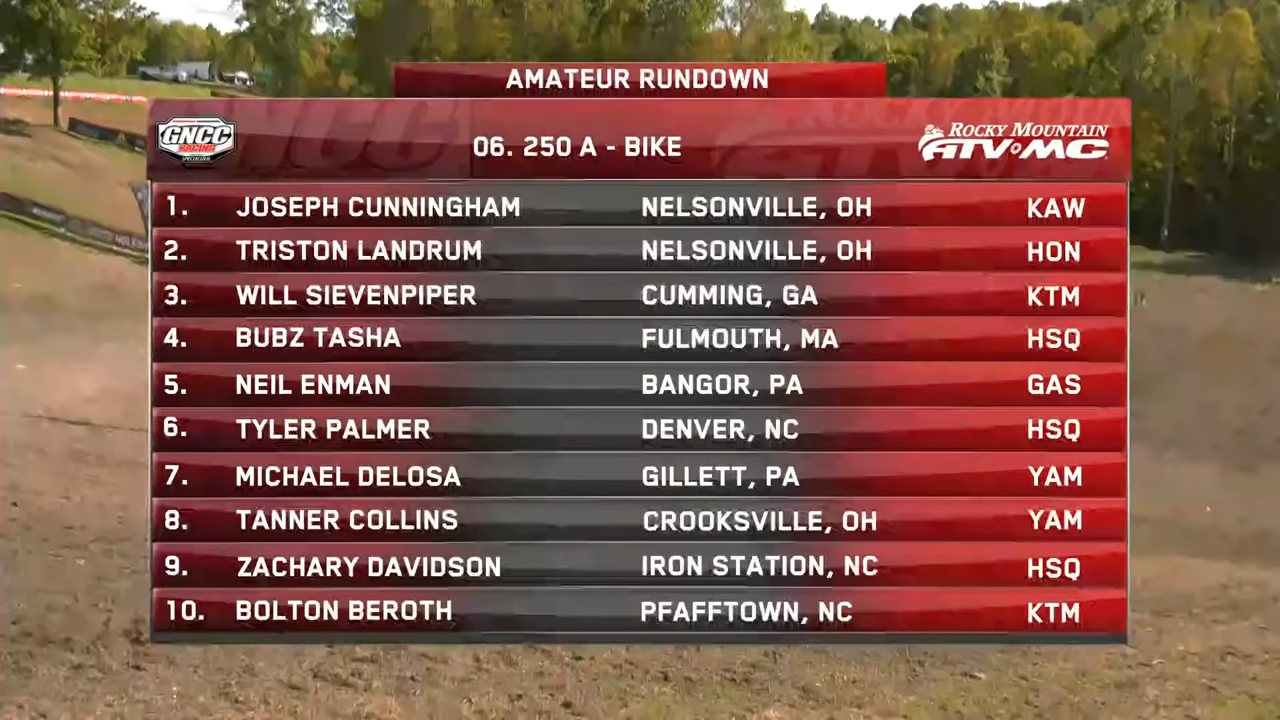 AMATEUR RUNDOWN
GNCC
RACING
06. 250 A - BIKE
ROCKY MOUNTAIN
ATV MC
1. JOSEPH CUNNINGHAM NELSONVILLE, OH KAW
2. TRISTON LANDRUM NELSONVILLE, OH HON
3. WILL SIEVENPIPER CUMMING, GA KTM
4. BUBZ TASHA FULMOUTH, MA HSQ
5. NEIL ENMAN BANGOR, PA GAS
6. TYLER PALMER DENVER, NC HSQ
7. MICHAEL DELOSA GILLETT, PA YAM
8. TANNER COLLINS CROOKSVILLE, OH YAM
9. ZACHARY DAVIDSON IRON STATION, NC HSQ
10. BOLTON BEROTH PFAFFTOWN, NC KTM